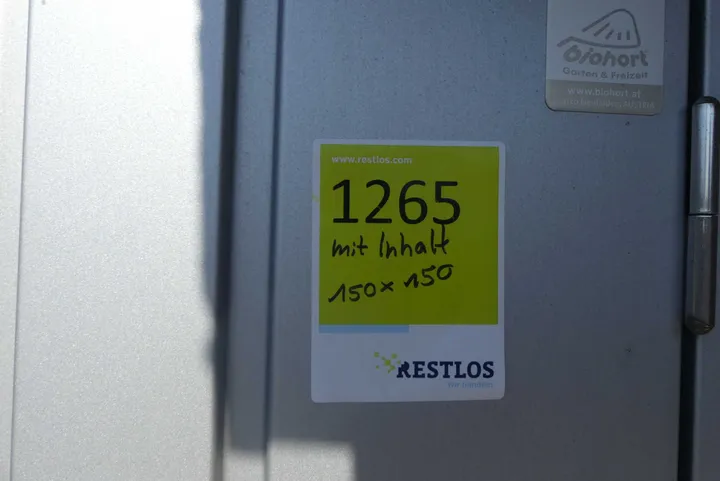 biohort
Garten & Freizeit
www.biohort.at
www.restlos.com
1265
mit Inhalt
150 x 150
RESTLOS